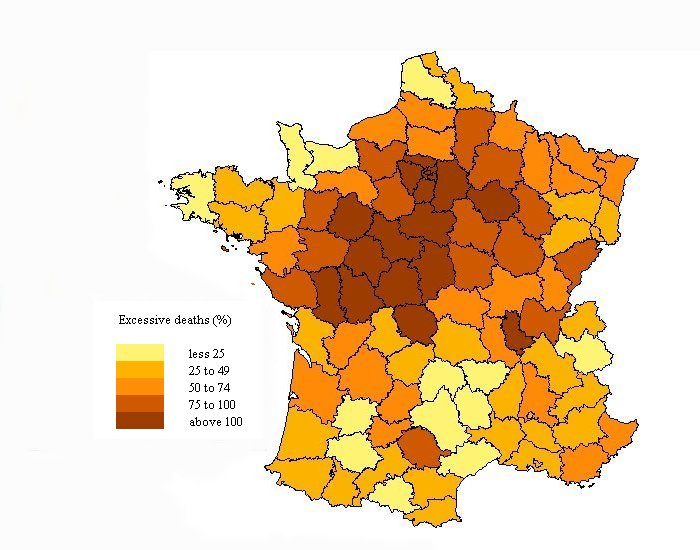 Excessive deaths (%)
less 25
25 to 49
50 to 74
75 to 100
above 100